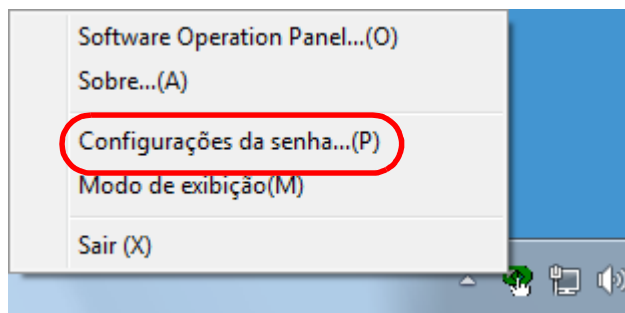 Software Operation Panel...(O)
Sobre...(A)
Configurações da senha...(P)
Modo de exibição(M)
Sair (X)